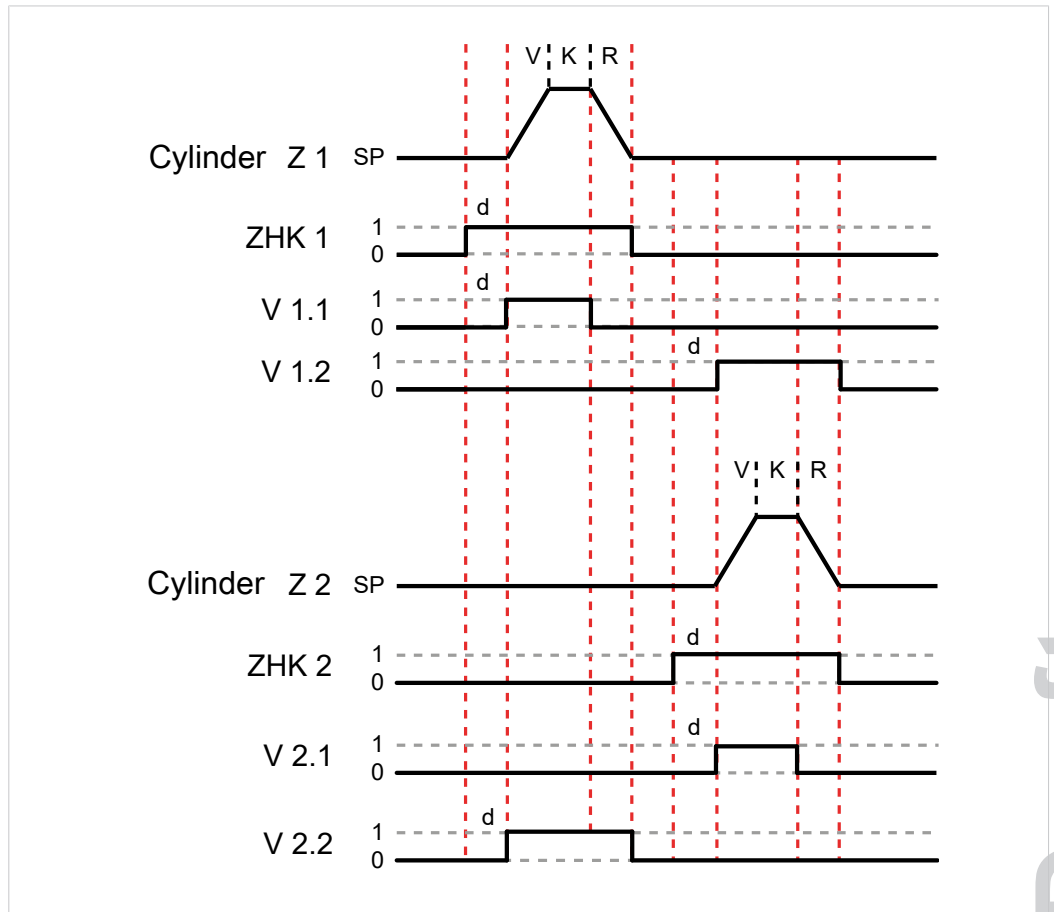 V K R
Cylinder Z 1 SP
d
ZHK 1 1
0
d
V 1.1 1
0
d
V 1.2 1
0
V K R
Cylinder Z 2 SP
d
ZHK 2 1
0
d
V 2.1 1
0
d
V 2.2 1
0